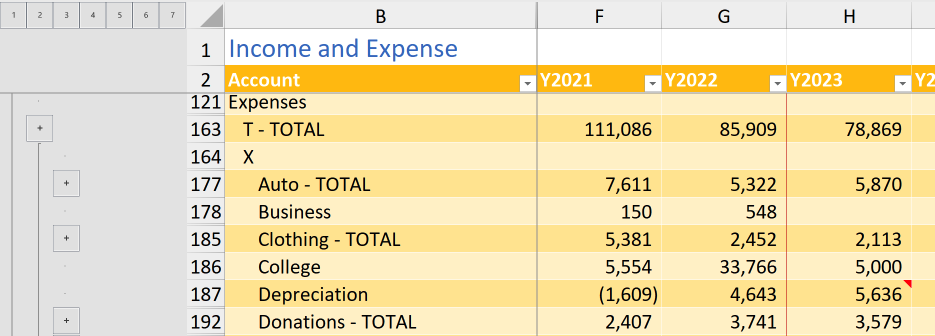 1 2 3 4 5 6 7 B F G H
1 Income and Expense
2 Account Y2021 Y2022 Y2023 Y2
121 Expenses
163 T - TOTAL 111,086 85,909 78,869
164 X
177 Auto - TOTAL 7,611 5,322 5,870
178 Business 150 548
185 Clothing - TOTAL 5,381 2,452 2,113
186 College 5,554 33,766 5,000
187 Depreciation (1,609) 4,643 5,636
192 Donations - TOTAL 2,407 3,741 3,579